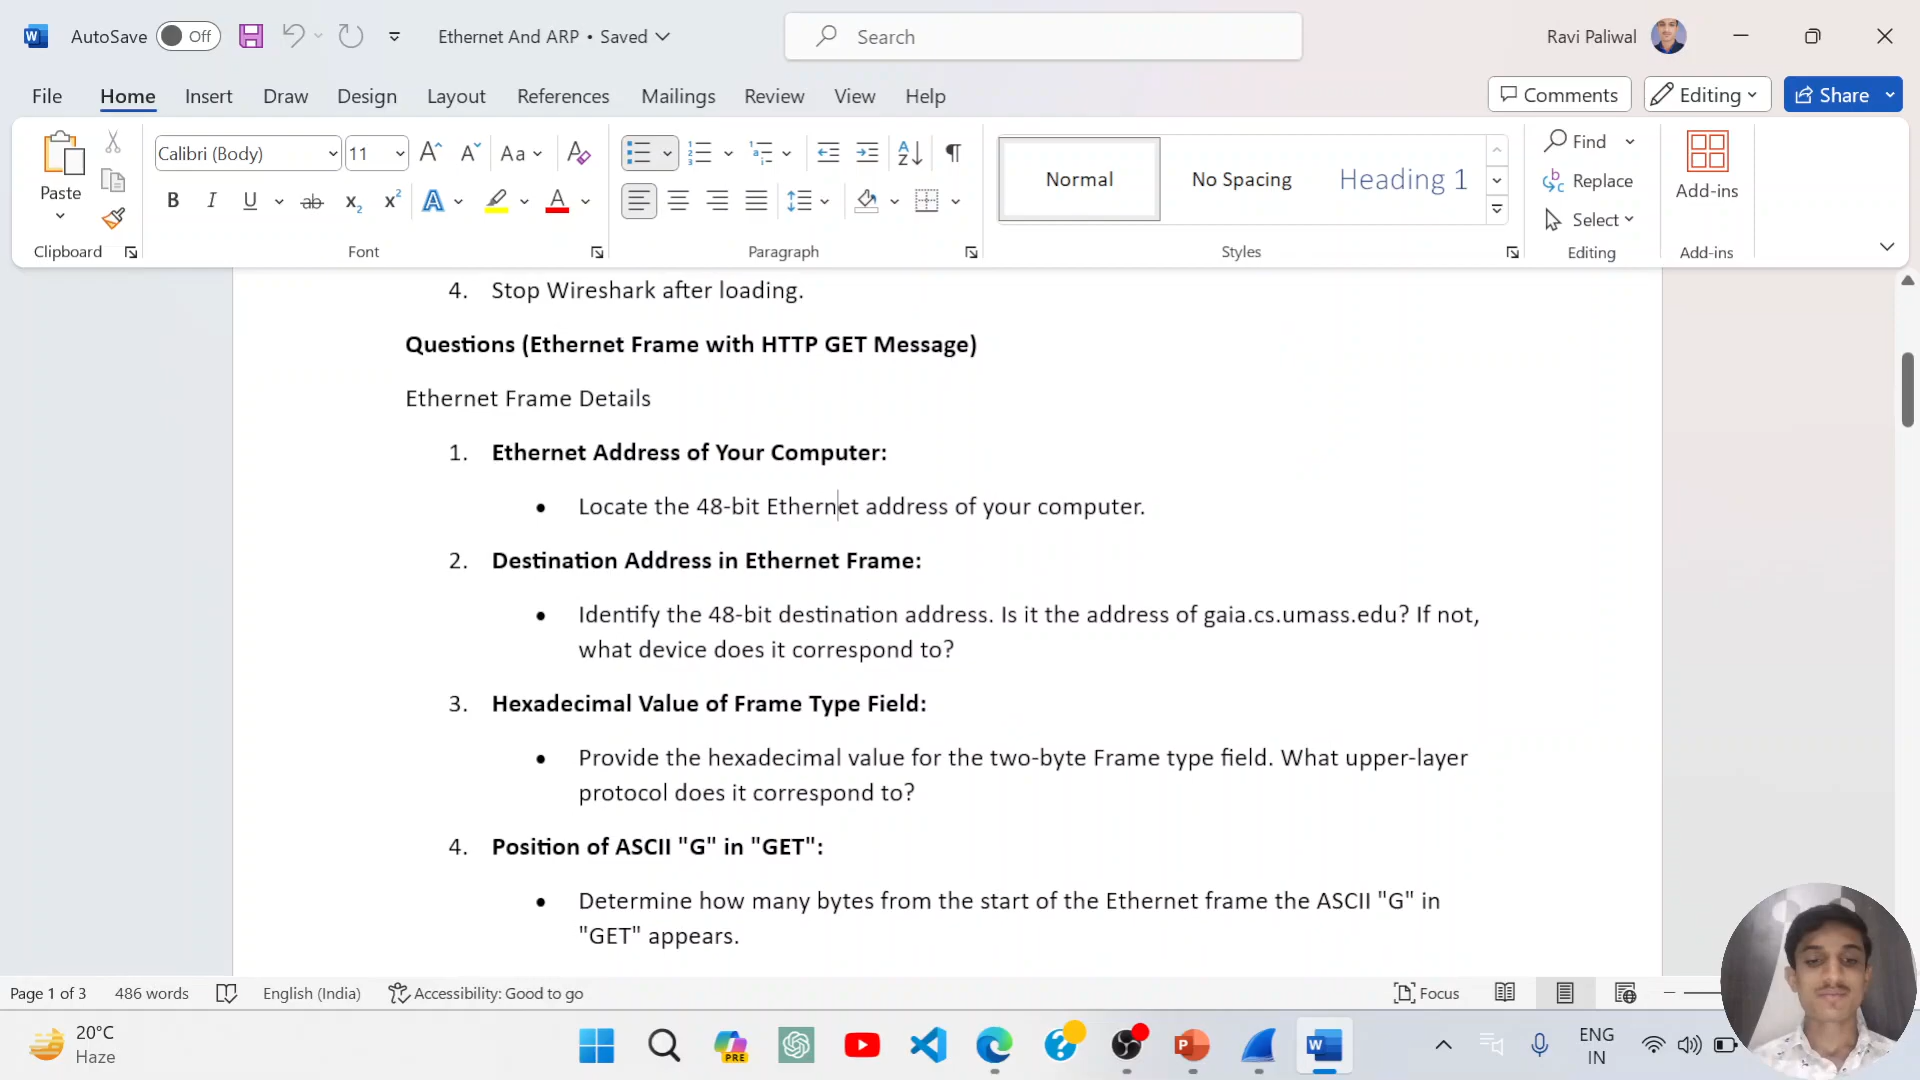 AutoSave Off Ethernet And ARP • Saved Search Ravi Paliwal
File Home Insert Draw Design Layout References Mailings Review View Help Comments Editing Share
Paste Calibri (Body) 11 Aa Normal No Spacing Heading 1 Find Replace Select Add-ins
Clipboard Font Paragraph Styles Editing Add-ins
4. Stop Wireshark after loading.
Questions (Ethernet Frame with HTTP GET Message)
Ethernet Frame Details
1. Ethernet Address of Your Computer:
• Locate the 48-bit Ethernet address of your computer.
2. Destination Address in Ethernet Frame:
• Identify the 48-bit destination address. Is it the address of gaia.cs.umass.edu? If not,
what device does it correspond to?
3. Hexadecimal Value of Frame Type Field:
• Provide the hexadecimal value for the two-byte Frame type field. What upper-layer
protocol does it correspond to?
4. Position of ASCII "G" in "GET":
• Determine how many bytes from the start of the Ethernet frame the ASCII "G" in
"GET" appears.
Page 1 of 3 486 words English (India) Accessibility: Good to go Focus
20°C
Haze
PRE
ENG
IN